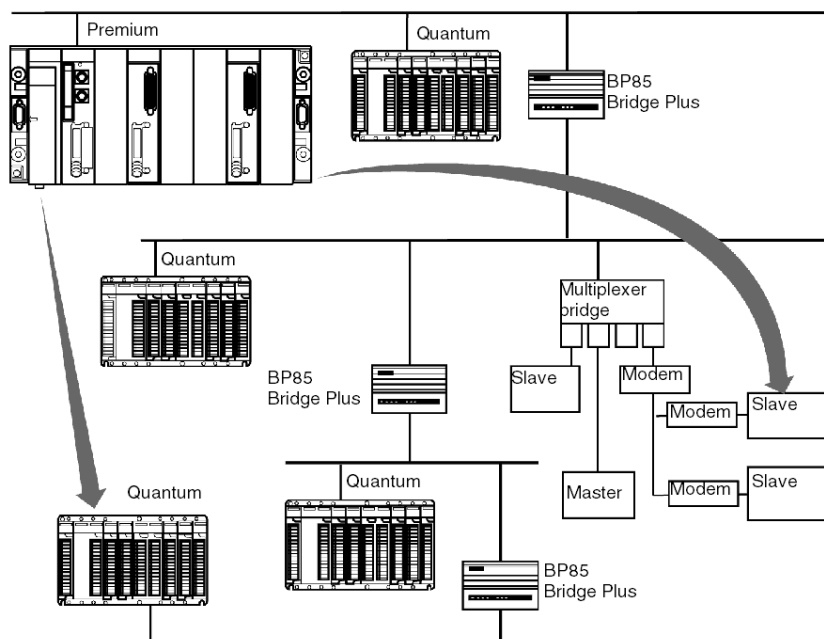 Premium
Quantum
BP85
Bridge Plus
Quantum
Multiplexer
bridge
BP85
Bridge Plus
Slave
Modem
Modem
Slave
Quantum
Quantum
Master
Modem
Slave
BP85
Bridge Plus